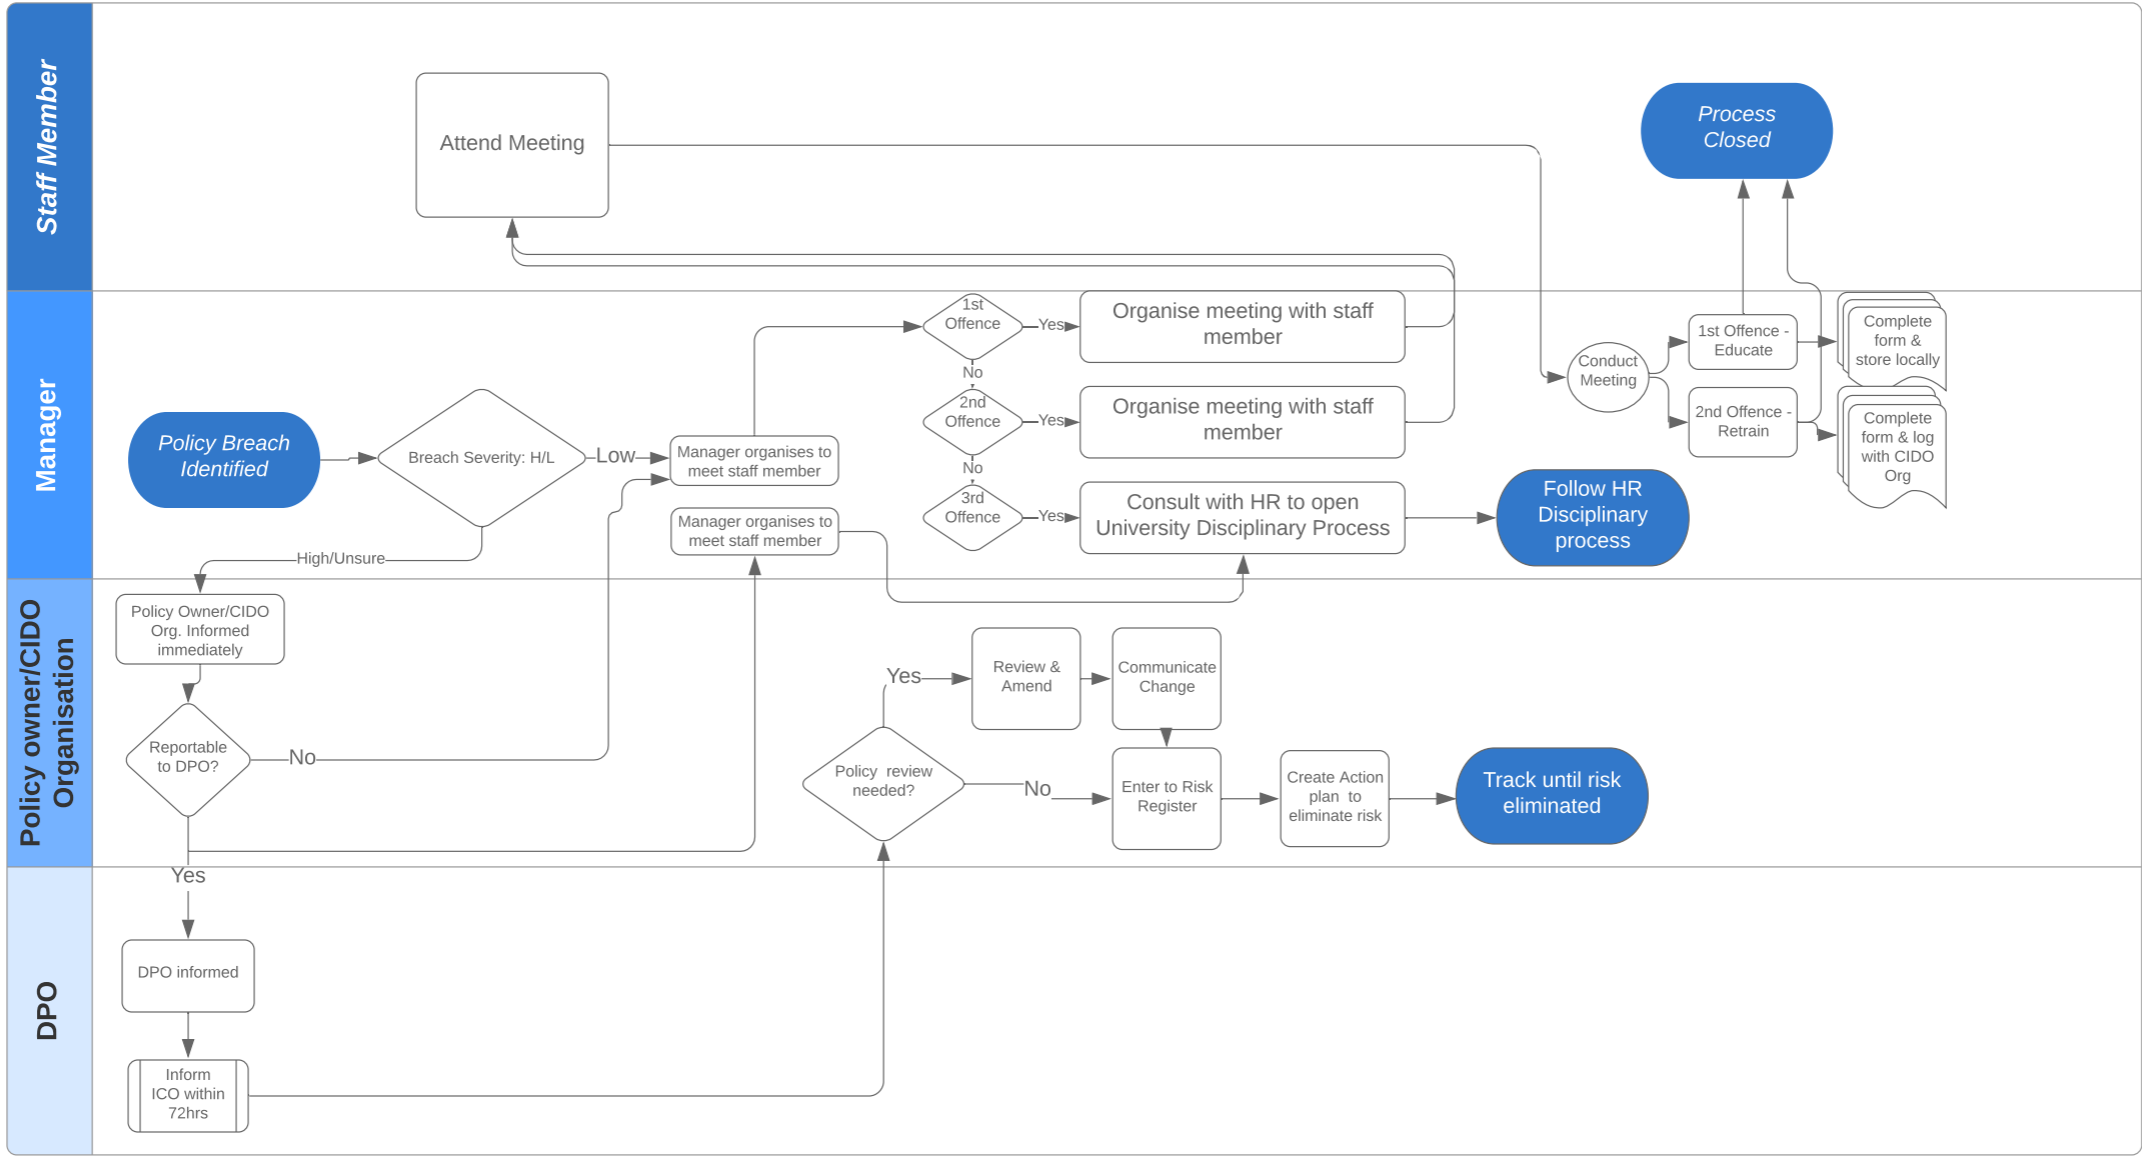 Staff Member
Attend Meeting
Process
Closed
Manager
Policy Breach
Identified
Breach Severity: H/L
Low
High/Unsure
Manager organises to
meet staff member
Manager organises to
meet staff member
1st
Offence
Yes
Organise meeting with staff
member
No
2nd
Offence
Yes
Organise meeting with staff
member
No
3rd
Offence
Yes
Consult with HR to open
University Disciplinary Process
Follow HR
Disciplinary
process
Conduct
Meeting
1st Offence -
Educate
2nd Offence -
Retrain
Complete
form &
store locally
Complete
form & log
with CIDO
Org
Policy owner/CIDO
Organisation
Policy Owner/CIDO
Org. Informed
immediately
Reportable
to DPO?
No
Yes
Policy review
needed?
Yes
Review &
Amend
Communicate
Change
No
Enter to Risk
Register
Create Action
plan to
eliminate risk
Track until risk
eliminated
DPO
DPO informed
Inform
ICO within
72hrs